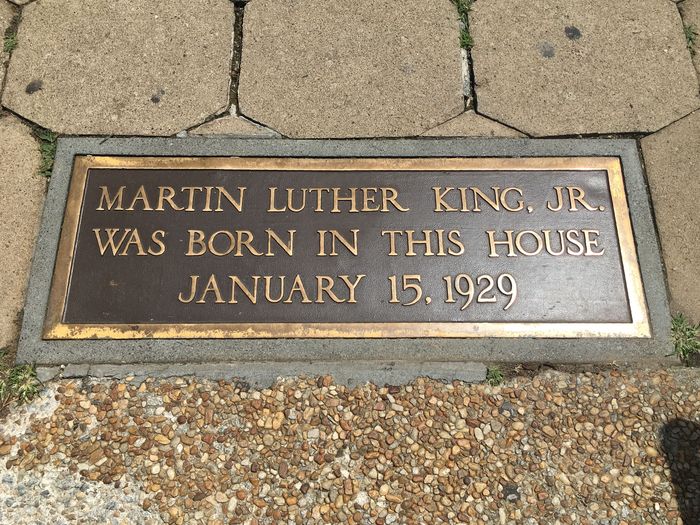 MARTIN LUTHER KING, JR.
WAS BORN IN THIS HOUSE
JANUARY 15, 1929